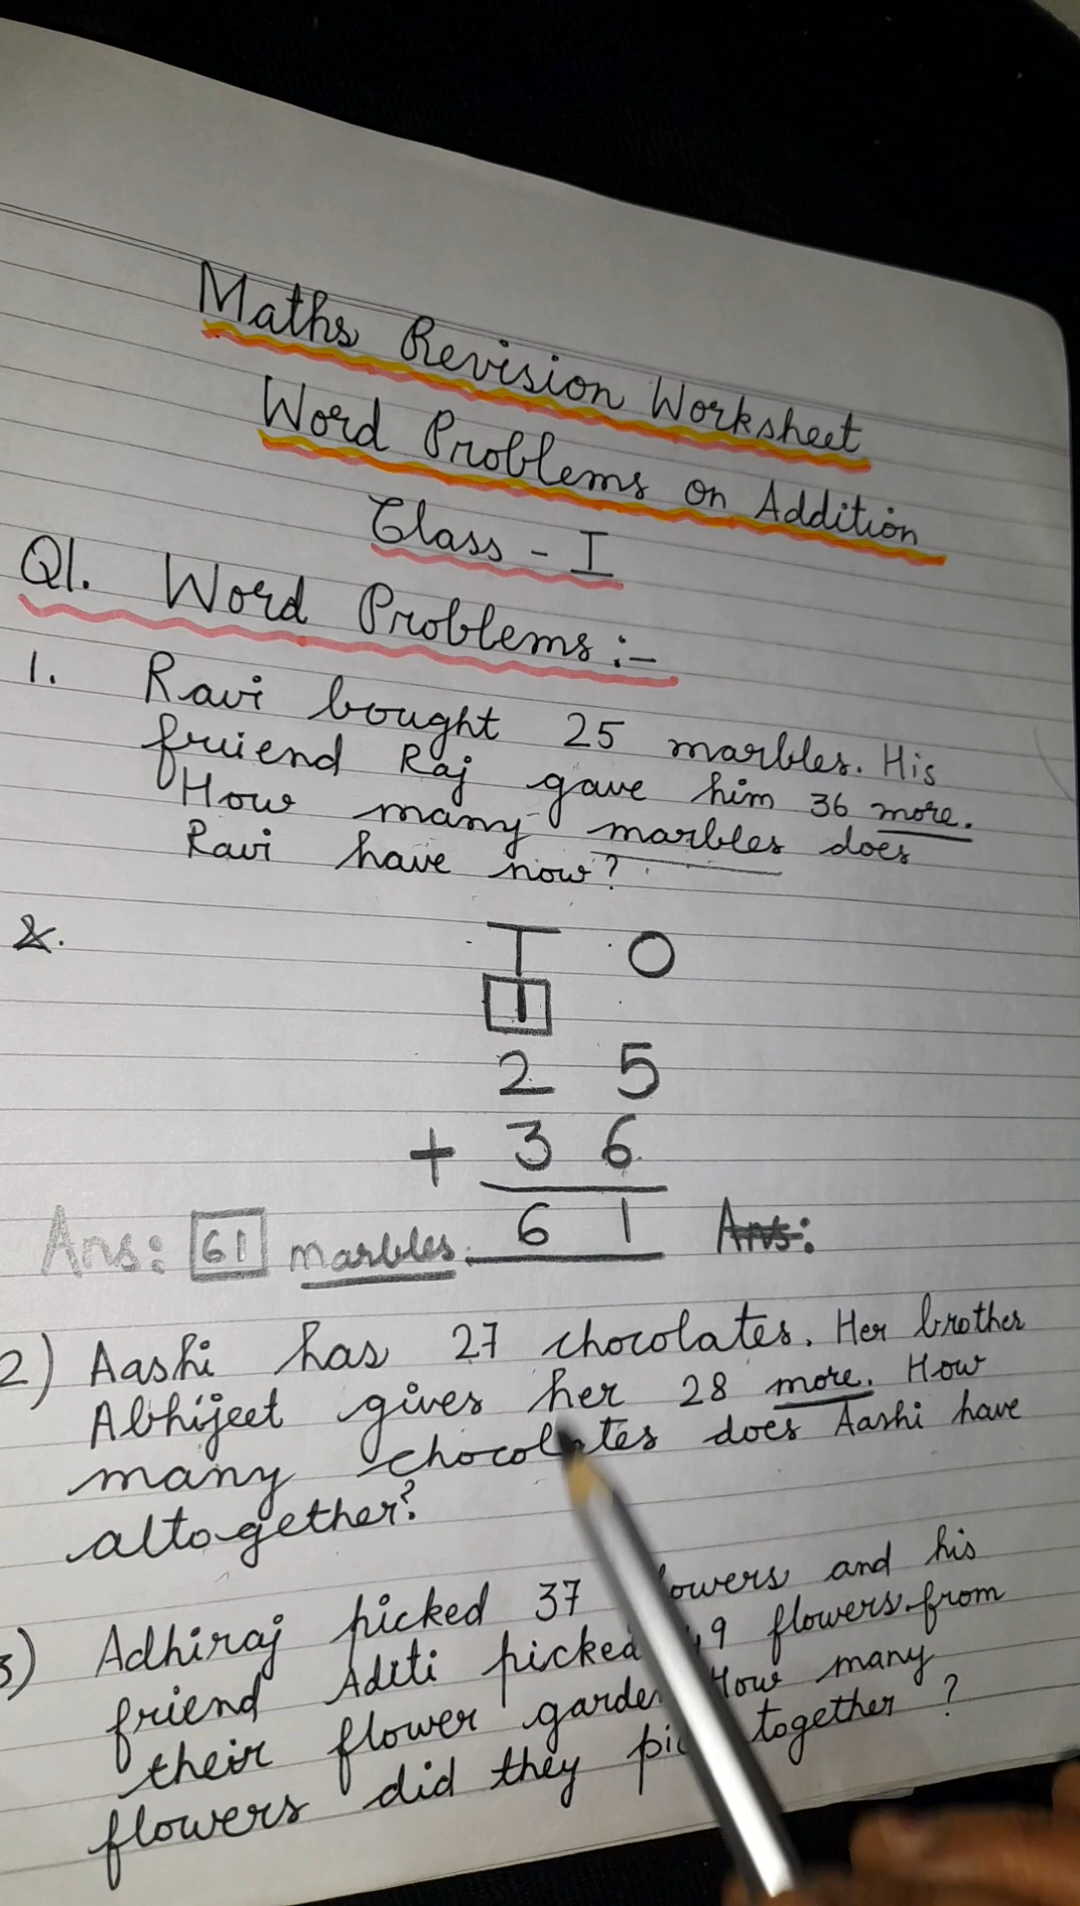 Maths Revision Worksheet
Word Problems on Addition
Class - I
Q1. Word Problems :-
1. Ravi bought 25 marbles. His
friend Raj gave him 36 more.
How many marbles does
Ravi have now?
T O
1
2 5
+ 3 6
6 1 Ans:
Ans: 61 marbles.
2) Aashi has 27 chocolates. Her brother
Abhijeet gives her 28 more. How
many chocolates does Aashi have
altogether?
3) Adhiraj picked 37 flowers and his
friend Aditi picked 9 flowers from
their flower garden How many
flowers did they together ?